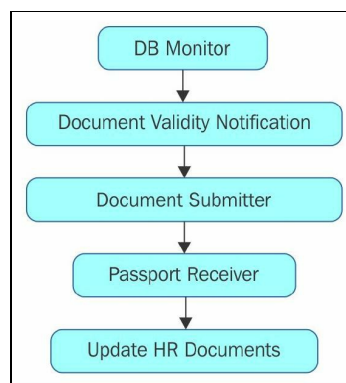 DB Monitor
Document Validity Notification
Document Submitter
Passport Receiver
Update HR Documents